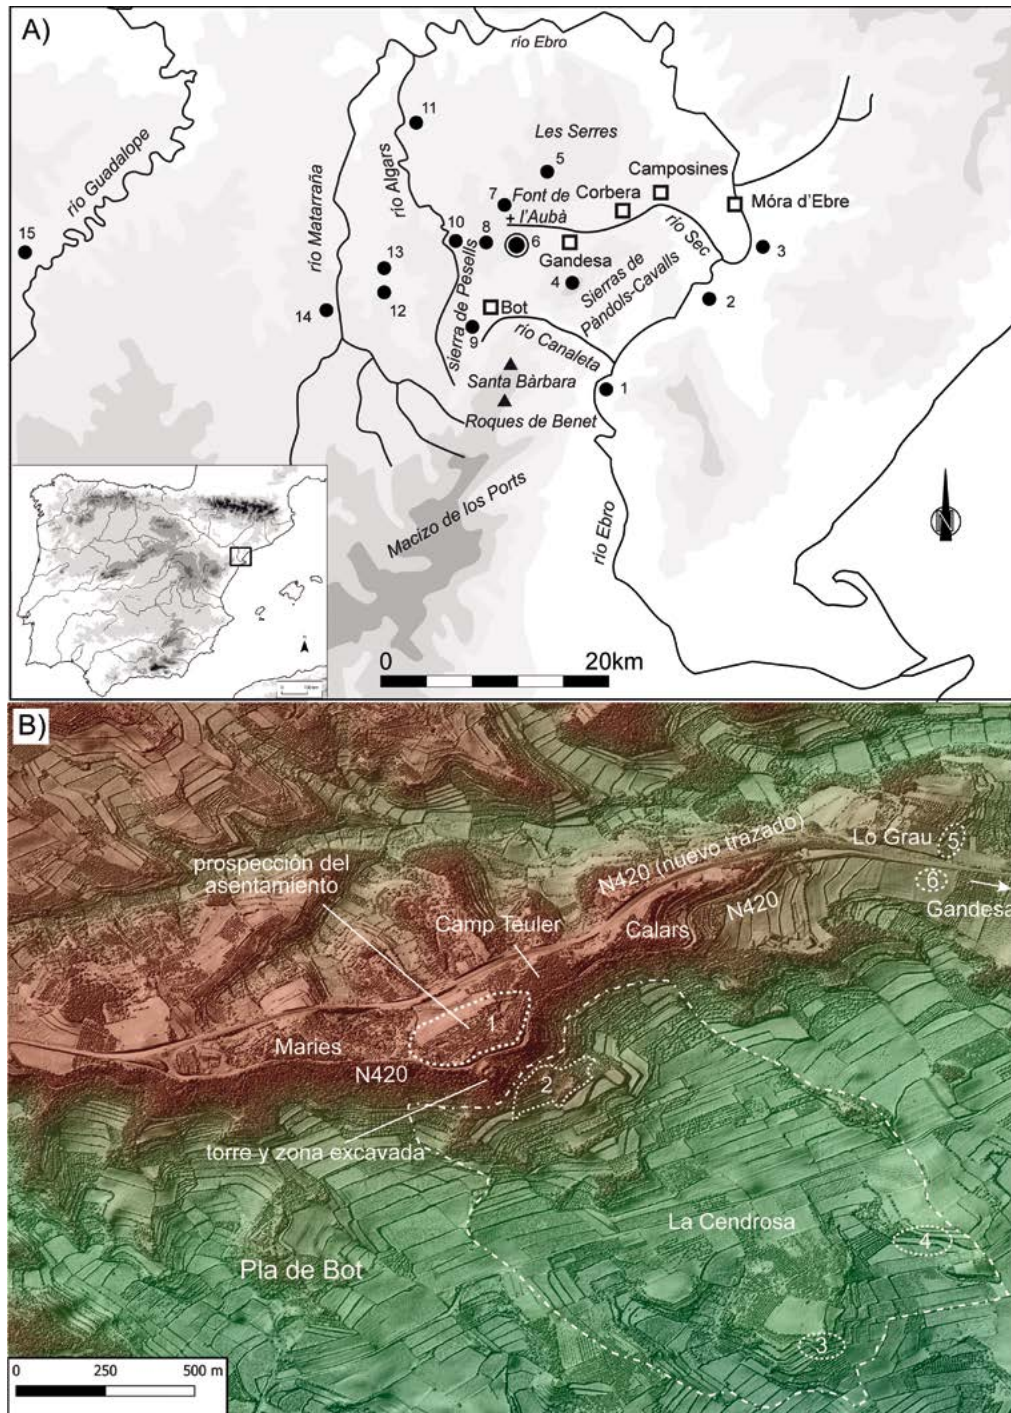 A)
río Ebro
río Guadalope
río Matarraña
río Algars
11
Les Serres
5
Camposines
Corbera
7
Font de
+ l'Aubà
Móra d'Ebre
15
10
8
6
Gandesa
río Sec
3
13
12
14
4
Sierras de
Pàndols-Cavalls
2
sierra de Pesells
Bot
9
río Canaleta
Santa Bàrbara
1
Roques de Benet
Macizo de los Ports
río Ebro
N
0 20km
B)
prospección del
asentamiento
N420 (nuevo trazado)
Lo Grau
5
6
Gandesa
N420
Camp Teuler
Calars
1
Maries
N420
2
torre y zona excavada
La Cendrosa
4
Pla de Bot
3
0 250 500 m